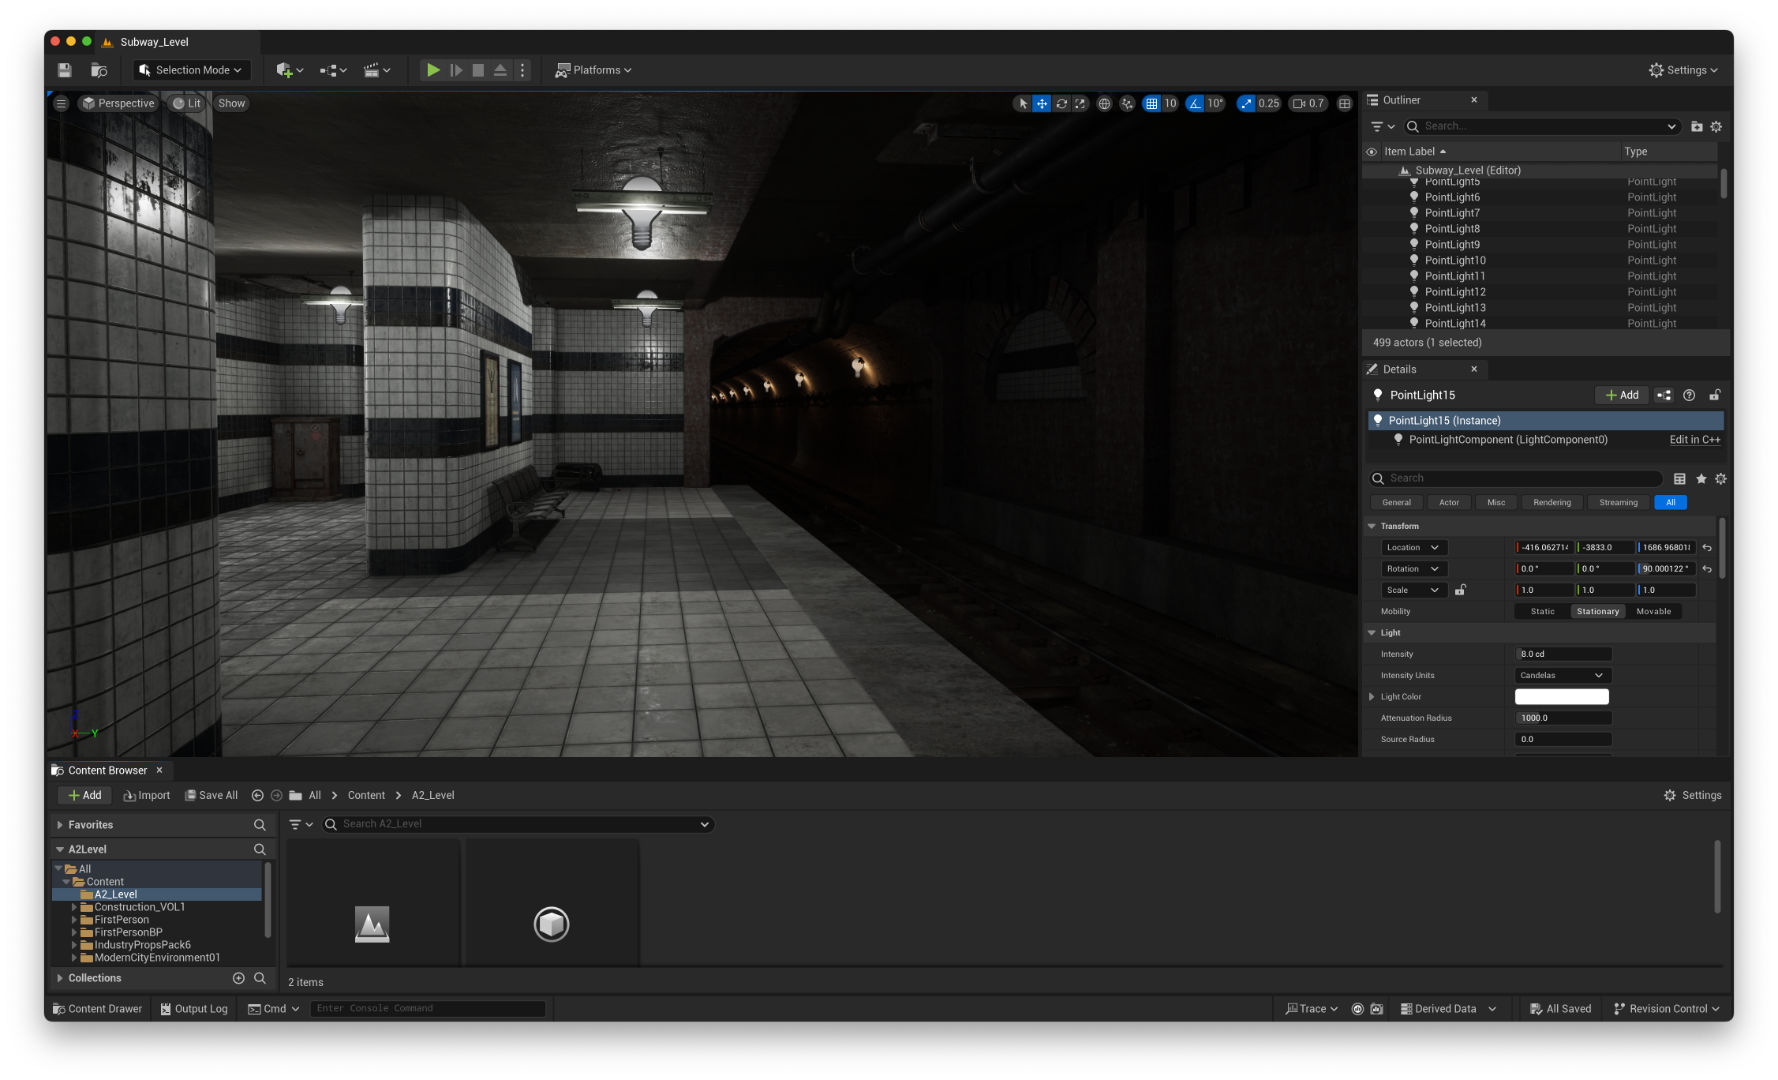 Subway_Level
Selection Mode
Platforms
Settings
Perspective
Lit
Show
10
10°
0.25
0.7
Outliner
Search...
Item Label
Type
Subway_Level (Editor)
PointLight5 PointLight
PointLight6 PointLight
PointLight7 PointLight
PointLight8 PointLight
PointLight9 PointLight
PointLight10 PointLight
PointLight11 PointLight
PointLight12 PointLight
PointLight13 PointLight
PointLight14 PointLight
499 actors (1 selected)
Details
PointLight15
Add
PointLight15 (Instance)
PointLightComponent (LightComponent0) Edit in C++
Search
General Actor Misc Rendering Streaming All
Transform
Location -416.062714 -3833.0
Rotation 0.0 ° 0.0 ° 90.000122 °
Scale 1.0 1.0 1.0
Mobility Static Stationary Movable
Light
Intensity 8.0 cd
Intensity Units Candelas
Light Color
Attenuation Radius 1000.0
Source Radius 0.0
Z
X
Y
Content Browser
Add Import Save All All Content A2_Level
Settings
Favorites
Search A2_Level
A2Level
All
Content
A2_Level
Construction_VOL1
FirstPerson
FirstPersonBP
IndustryPropsPack6
ModernCityEnvironment01
Collections
2 items
Content Drawer Output Log Cmd Enter Console Command
Trace Derived Data All Saved Revision Control